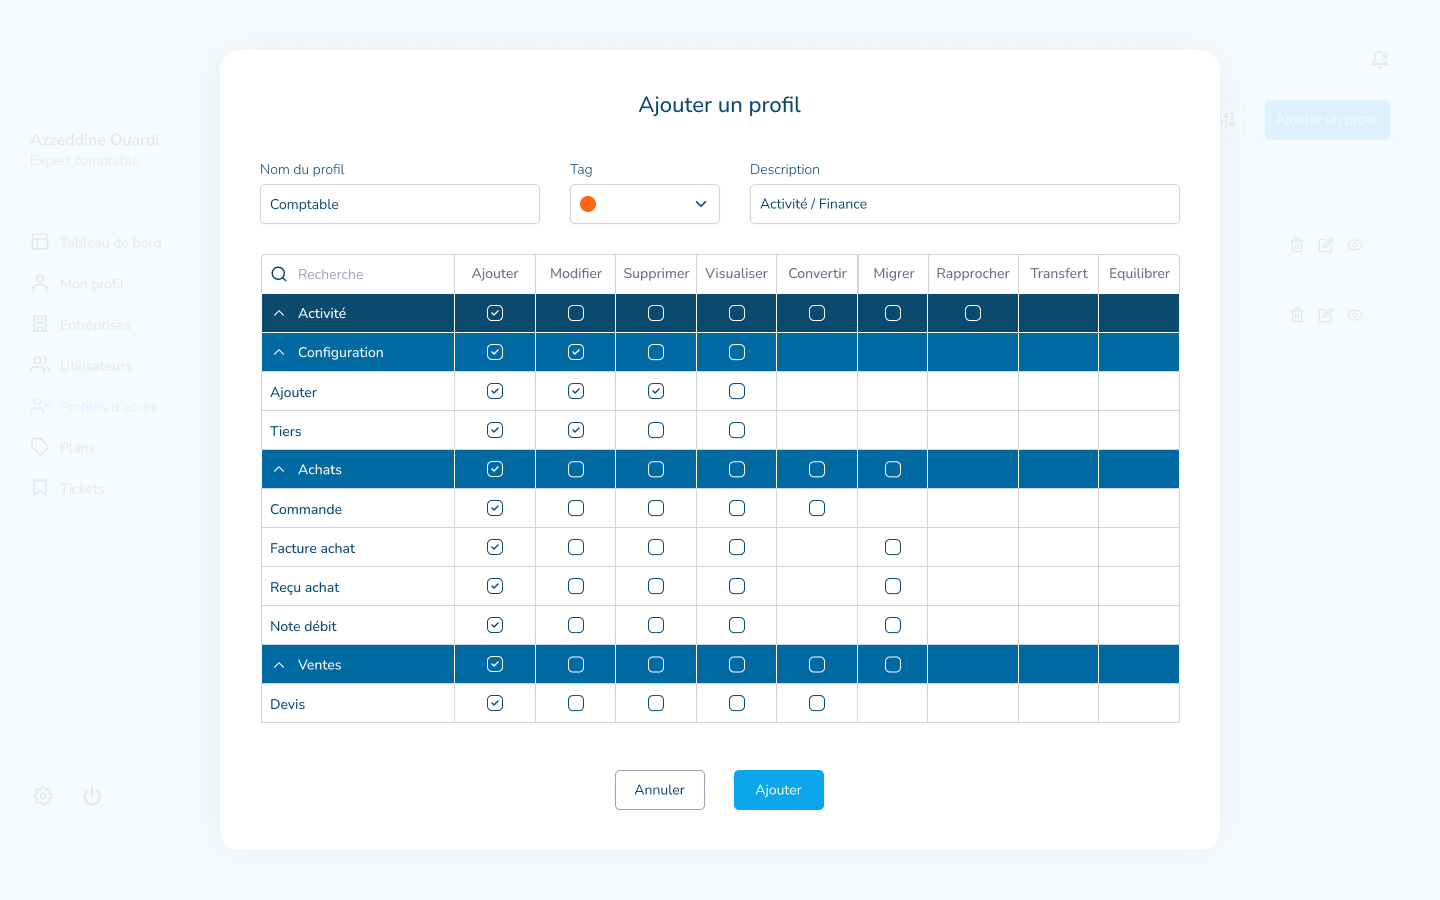 Azzeddine Ouardi
Expert comptable
Tableau de bord
Mon profil
Entreprises
Utilisateurs
Profiles d'accès
Plans
Tickets
Ajouter un profil
Ajouter un profil
Nom du profil
Tag
Description
Comptable
Activité / Finance
Recherche Ajouter Modifier Supprimer Visualiser Convertir Migrer Rapprocher Transfert Equilibrer
Activité
Configuration
Ajouter
Tiers
Achats
Commande
Facture achat
Reçu achat
Note débit
Ventes
Devis
Annuler
Ajouter